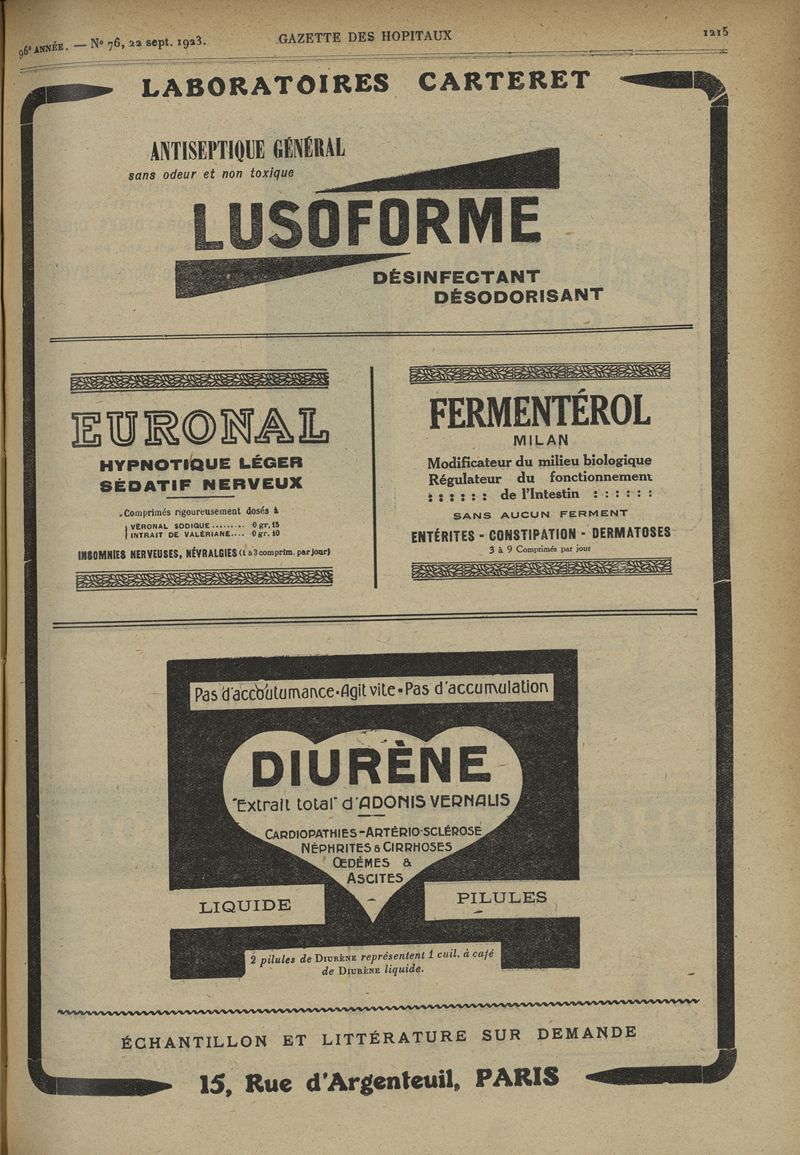 96e ANNÉE. — No 76, 22 sept. 1923.
GAZETTE DES HOPITAUX
1215
LABORATOIRES CARTERET
ANTISEPTIQUE GÉNÉRAL
sans odeur et non toxique
LUSOFORME
DÉSINFECTANT
DÉSODORISANT
EURONAL
HYPNOTIQUE LÉGER
SÉDATIF NERVEUX
Comprimés rigoureusement dosés à
VÉRONAL SODIQUE......... 0 gr. 15
INTRAIT DE VALÉRIANE.... 0 gr. 10
INSOMNIES NERVEUSES, NÉVRALGIES (1 à 3 comprim. par jour)
FERMENTÉROL
MILAN
Modificateur du milieu biologique
Régulateur du fonctionnement
: : : : : : de l'Intestin : : : : : :
SANS AUCUN FERMENT
ENTÉRITES - CONSTIPATION - DERMATOSES
3 à 9 Comprimés par jour
Pas d'accoutumance-Agit vite-Pas d'accumulation
DIURÈNE
"Extrait total" d'ADONIS VERNALIS
CARDIOPATHIES-ARTÉRIO-SCLÉROSE
NÉPHRITES & CIRRHOSES
ŒDÈMES &
ASCITES
LIQUIDE
PILULES
2 pilules de DIURÈNE représentent 1 cuil. à café
de DIURÈNE liquide.
ÉCHANTILLON ET LITTÉRATURE SUR DEMANDE
15, Rue d'Argenteuil, PARIS